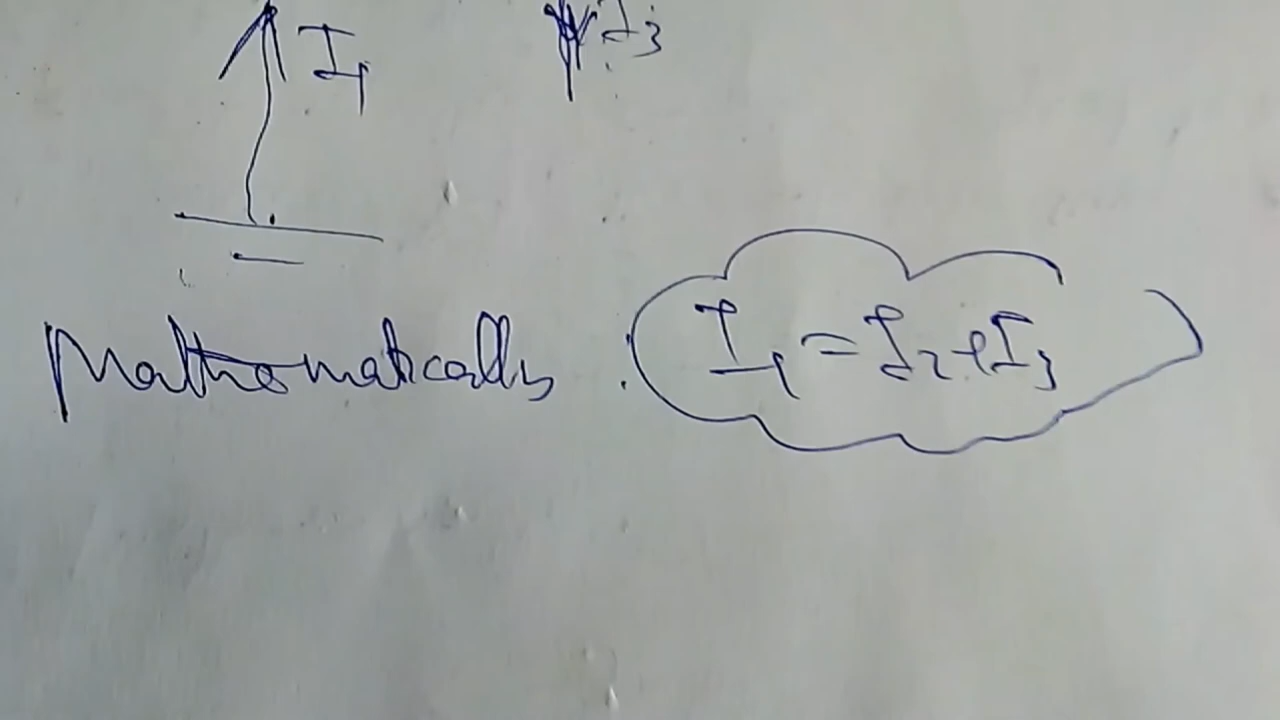 I₁ I₃
Mathematically. I₁ = I₂ + I₃